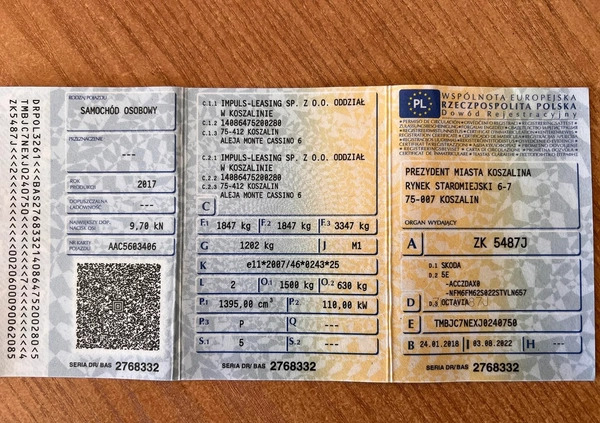 DRPOL3261<<<BAS27683321408647520028O<5
TMBJC7NEXJ0240750<<<<<<<<<<<<<
ZK5487J<<<2
RODZAJ POJAZDU
SAMOCHÓD OSOBOWY
PRZEZNACZENIE
---
ROK PRODUKCJI 2017
DOPUSZCZALNA ŁADOWNOŚĆ ---
NAJWIĘKSZY DOP. NACISK OSI 9,70 kN
NR KARTY POJAZDU AAC5603406
SERIA DR/ BAS 2768332
C.1.1 IMPULS-LEASING SP. Z O.O. ODDZIAŁ
W KOSZALINIE
C.1.2 14086475200280
C.1.3 75-412 KOSZALIN
ALEJA MONTE CASSINO 6
C.2.1 IMPULS-LEASING SP. Z O.O. ODDZIAŁ
W KOSZALINIE
C.2.2 14086475200280
C.2.3 75-412 KOSZALIN
ALEJA MONTE CASSINO 6
C
F.1 1847 kg F.2 1847 kg F.3 3347 kg
G 1202 kg J M1
K e11*2007/46*0243*25
L 2 O.1 1500 kg O.2 630 kg
P.1 1395,00 cm³ P.2 110,00 kW
P.3 P Q ---
S.1 5 S.2 ---
SERIA DR/ BAS 2768332
PL
WSPÓLNOTA EUROPEJSKA
RZECZPOSPOLITA POLSKA
Dowód Rejestracyjny
PREZYDENT MIASTA KOSZALINA
RYNEK STAROMIEJSKI 6-7
75-007 KOSZALIN
ORGAN WYDAJĄCY
A ZK 5487J
D.1 SKODA
D.2 5E
-ACCZDAX0
-NFM6FM62S022STVLN657
D D.3 OCTAVIA
E TMBJC7NEXJ0240750
B 24.01.2018 I 03.08.2022 H ---
SERIA DR/ BAS 2768332